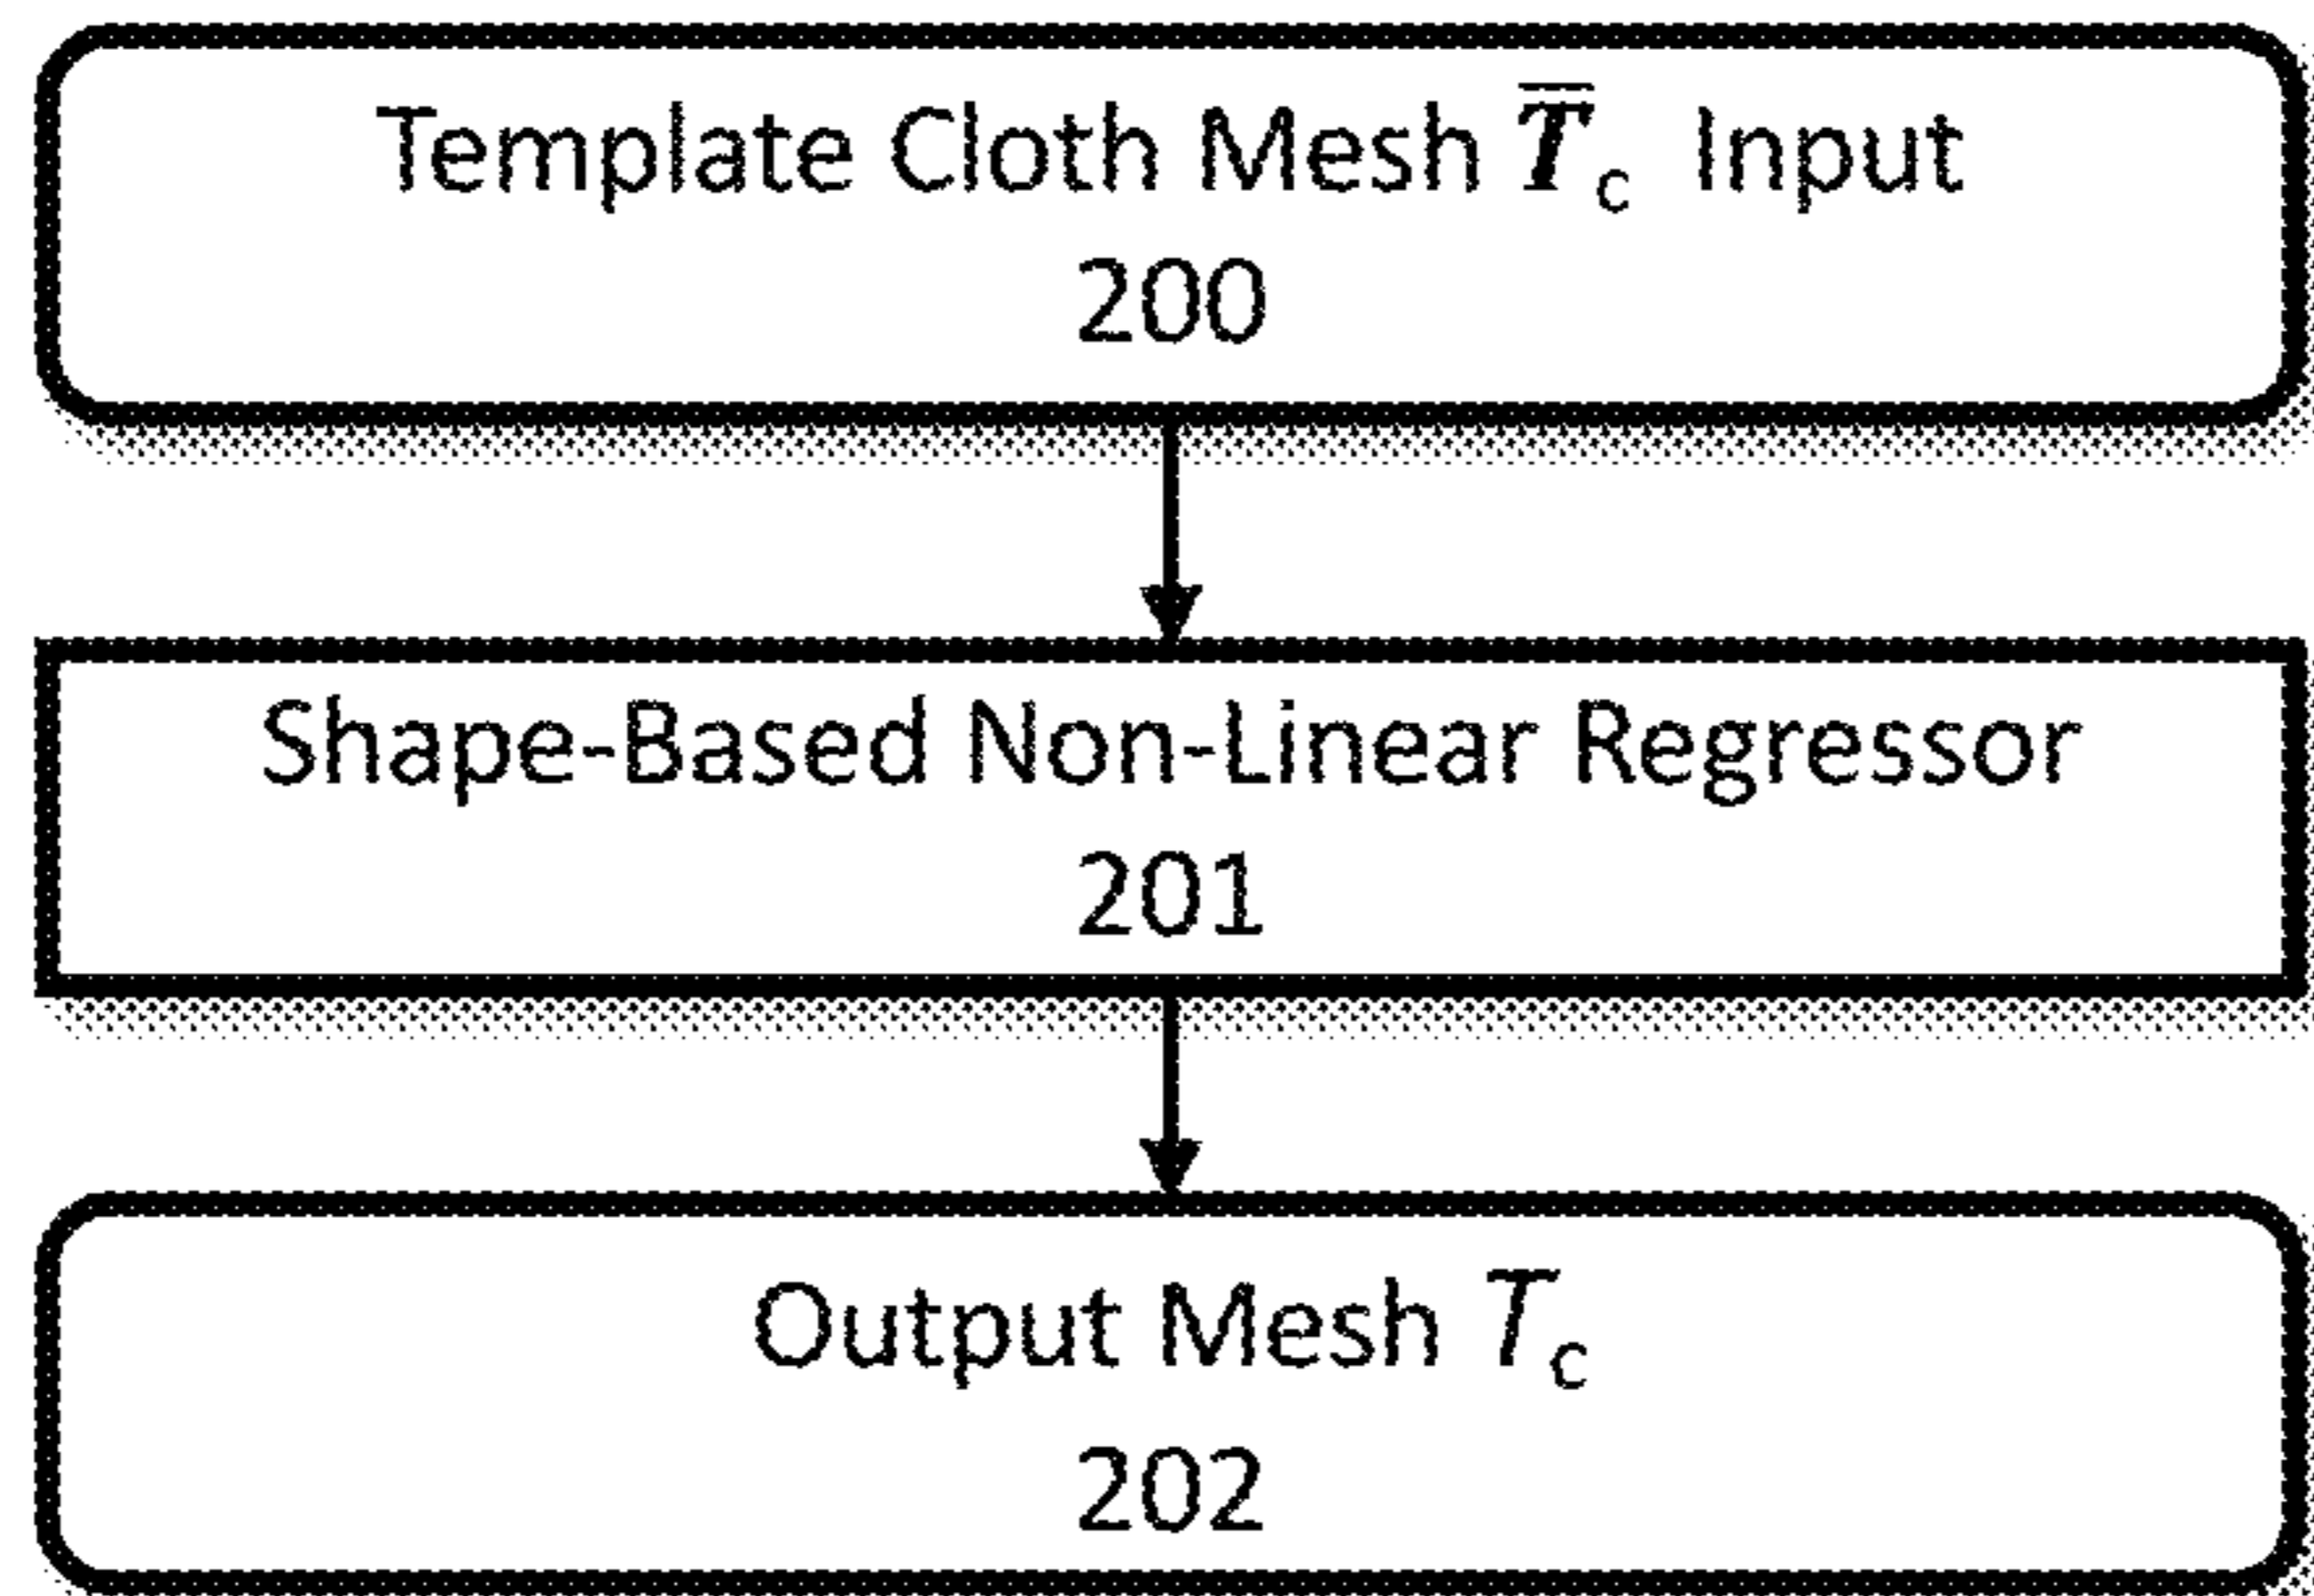 Template Cloth Mesh T̅c Input
200
Shape-Based Non-Linear Regressor
201
Output Mesh Tc
202